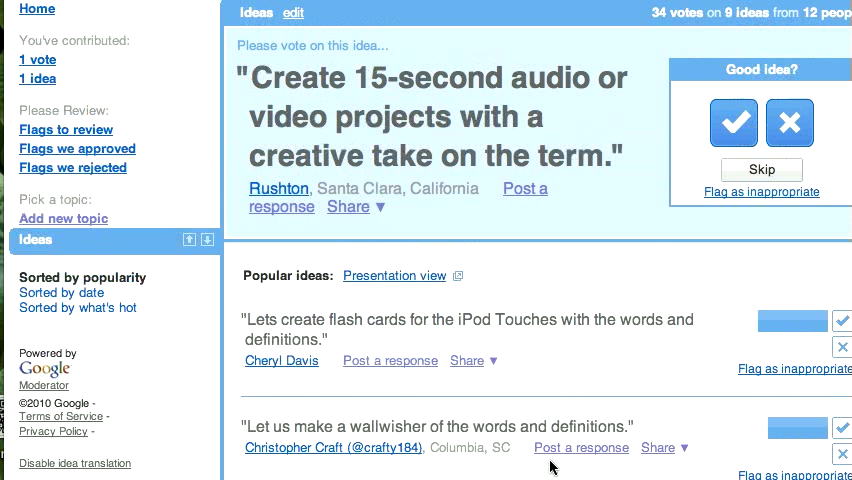 Home
You've contributed:
1 vote
1 idea
Please Review:
Flags to review
Flags we approved
Flags we rejected
Pick a topic:
Add new topic
Ideas
Sorted by popularity
Sorted by date
Sorted by what's hot
Powered by
Google
Moderator
©2010 Google -
Terms of Service -
Privacy Policy -
Disable idea translation
Ideas edit
34 votes on 9 ideas from 12 peop
Please vote on this idea...
"Create 15-second audio or
video projects with a
creative take on the term."
Rushton, Santa Clara, California Post a
response Share ▼
Good idea?
Skip
Flag as inappropriate
Popular ideas: Presentation view
"Lets create flash cards for the iPod Touches with the words and
definitions."
Cheryl Davis Post a response Share ▼
Flag as inappropriate
"Let us make a wallwisher of the words and definitions."
Christopher Craft (@crafty184), Columbia, SC Post a response Share ▼
Flag as inappropriate